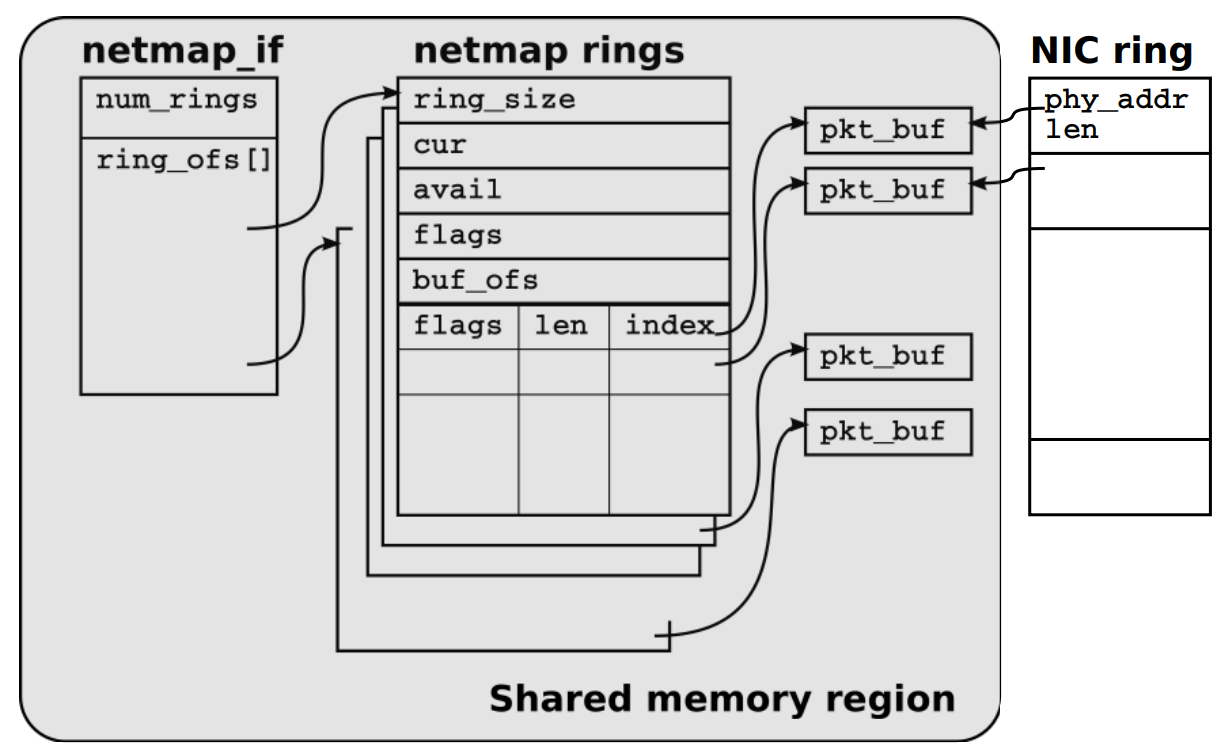 netmap_if
num_rings
ring_ofs[]
netmap rings
ring_size
cur
avail
flags
buf_ofs
flags len index
pkt_buf
pkt_buf
pkt_buf
pkt_buf
NIC ring
phy_addr
len
Shared memory region